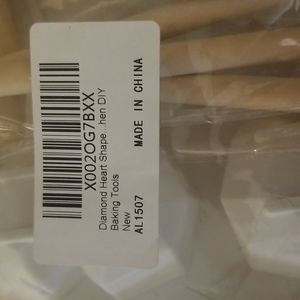 X002OG7BXX
Diamond Heart Shape...hen DIY
Baking Tools
New
AL1507 MADE IN CHINA